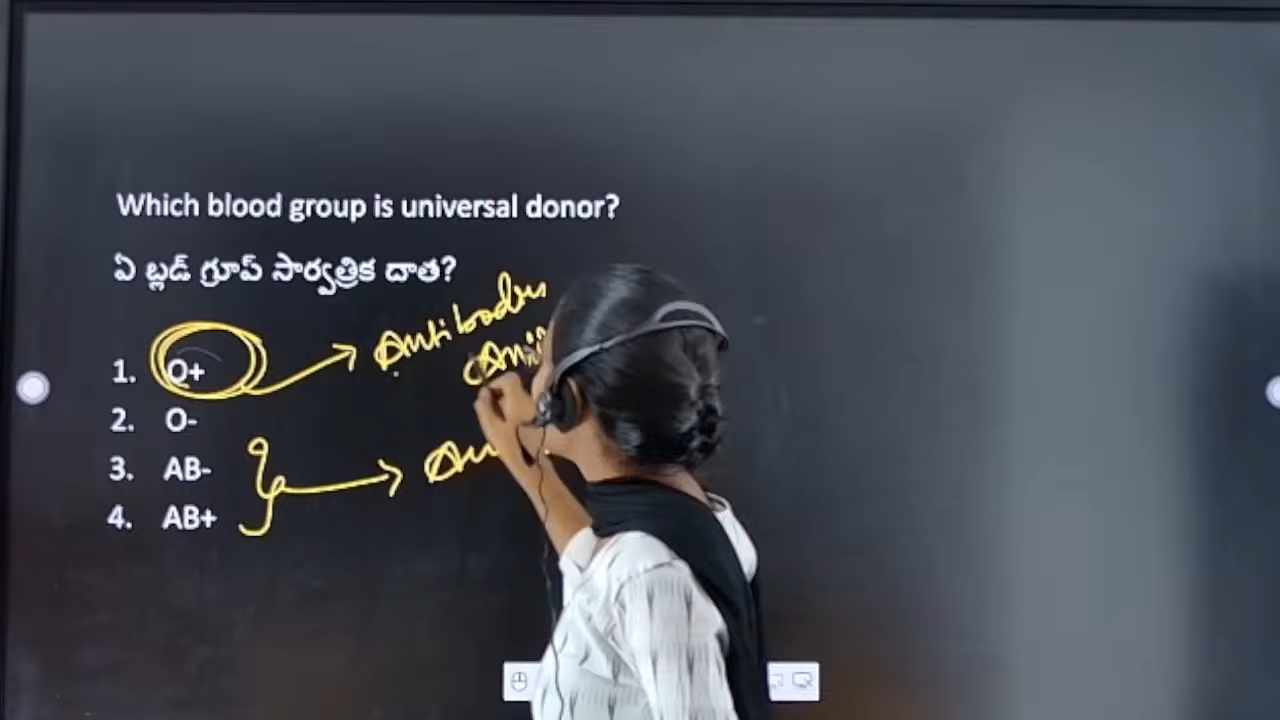 Which blood group is universal donor?
ఏ బ్లడ్ గ్రూప్ సార్వత్రిక దాత?
Antibodies
1. O+
2. O-
3. AB-
4. AB+